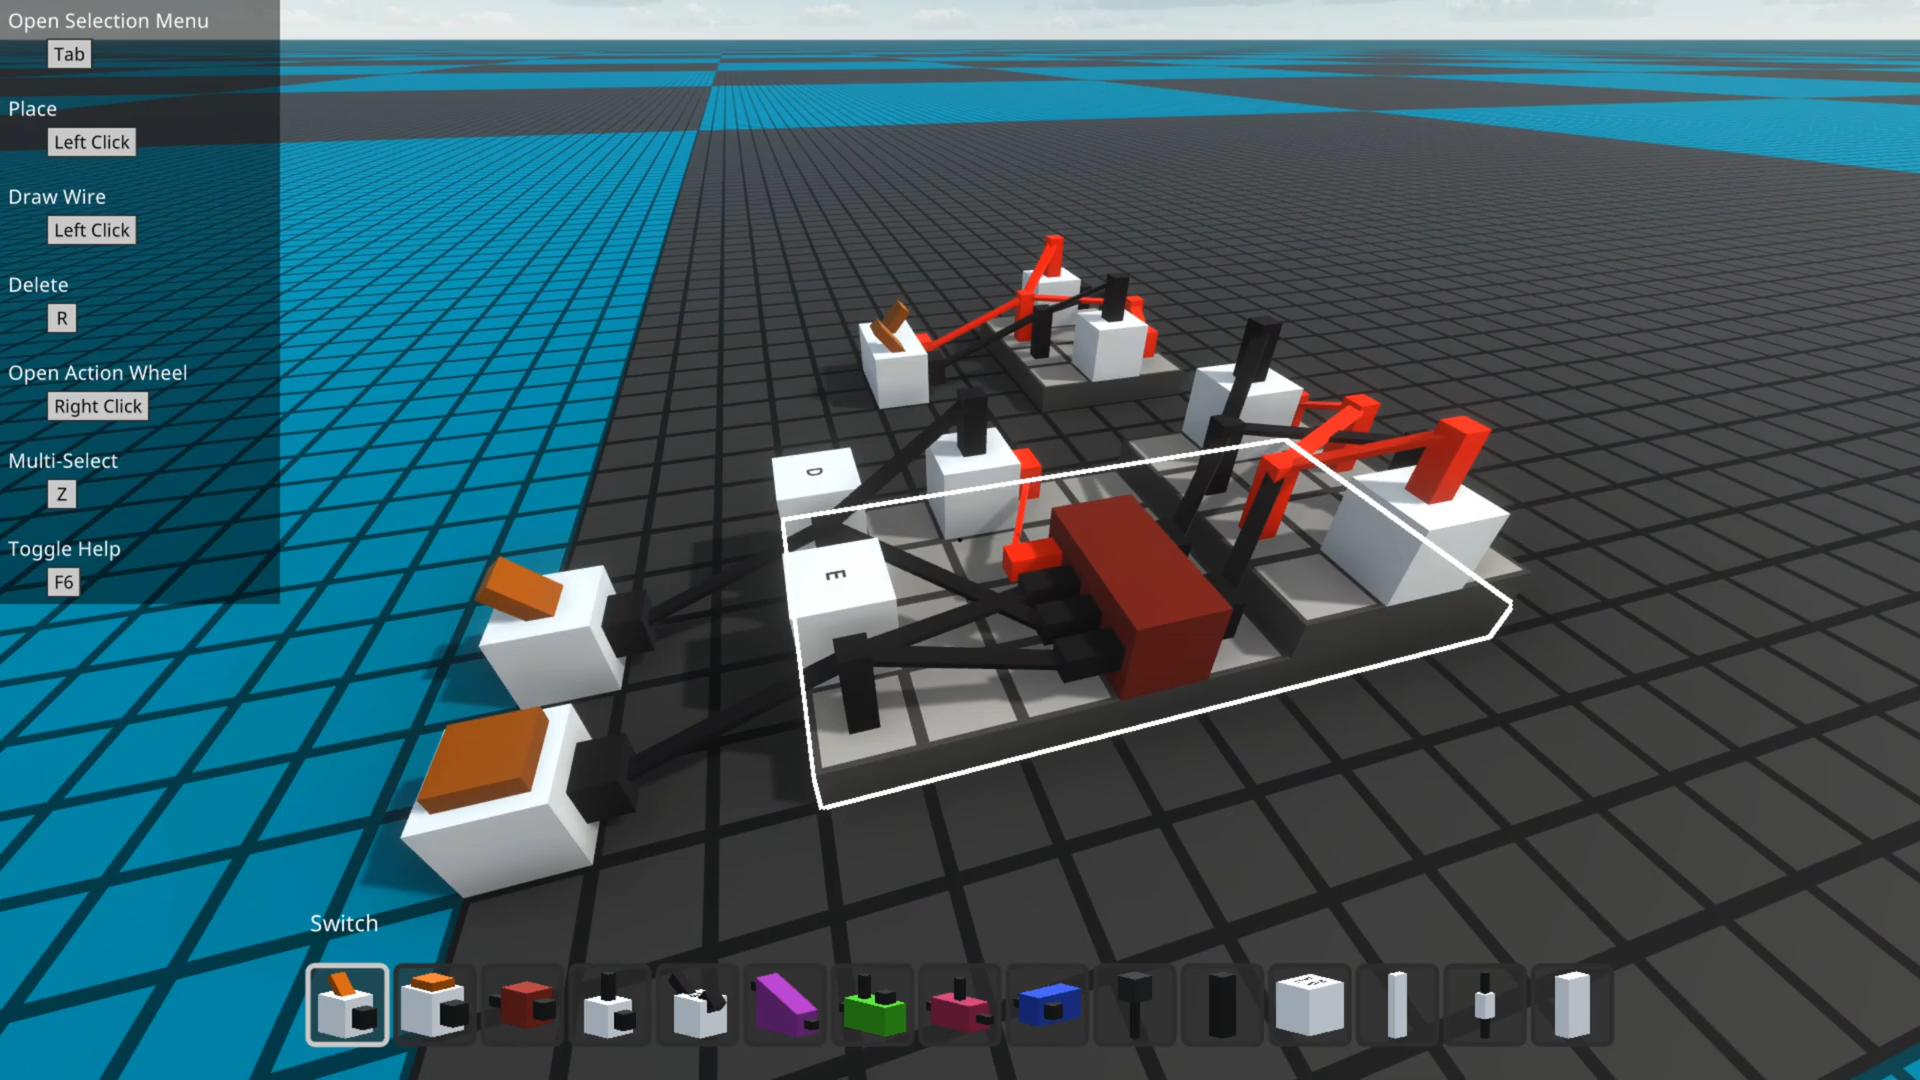 Open Selection Menu
Tab
Place
Left Click
Draw Wire
Left Click
Delete
R
Open Action Wheel
Right Click
Multi-Select
Z
Toggle Help
F6
D
E
Switch